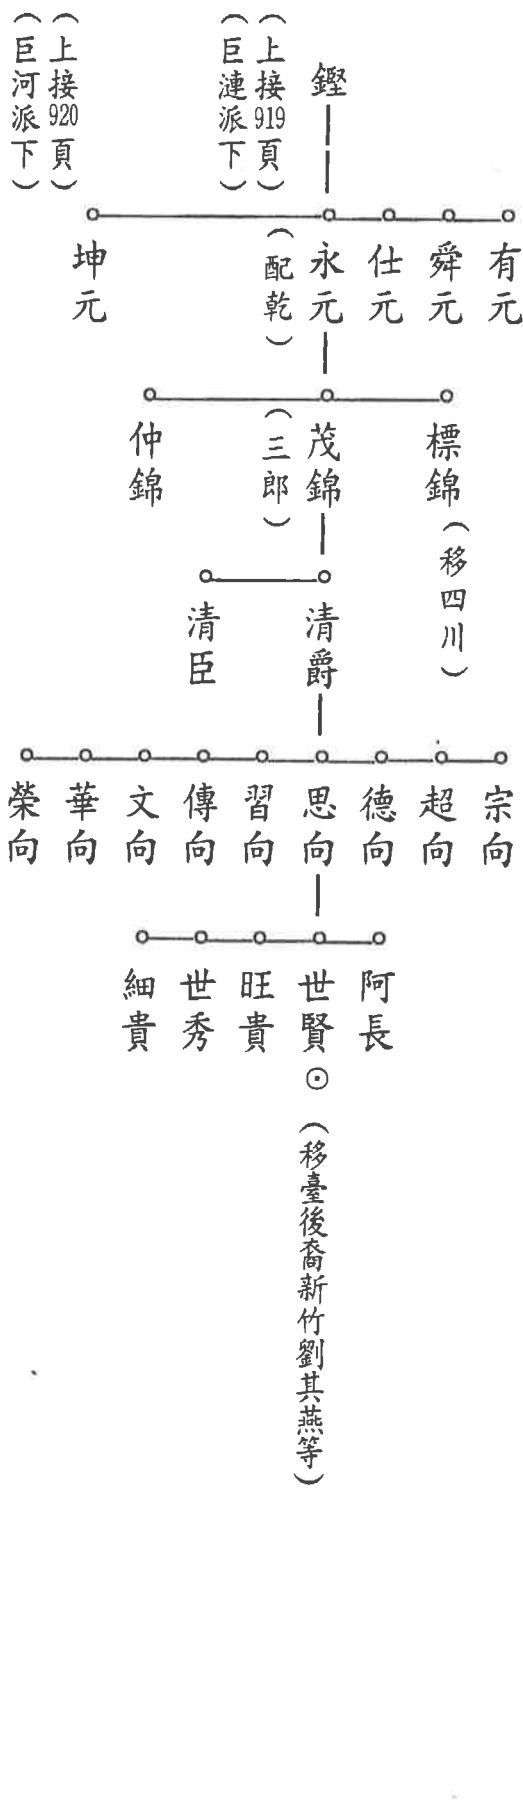 鏗
（上接919頁）
（巨漣派下）
（上接920頁）
（巨河派下）
有元
舜元
仕元
永元
（配乾）
坤元
標錦（移四川）
茂錦
（三郎）
仲錦
清爵
清臣
宗向
超向
德向
思向
習向
傳向
文向
華向
榮向
阿長
世賢⊙（移臺後裔新竹劉其燕等）
旺貴
世秀
細貴